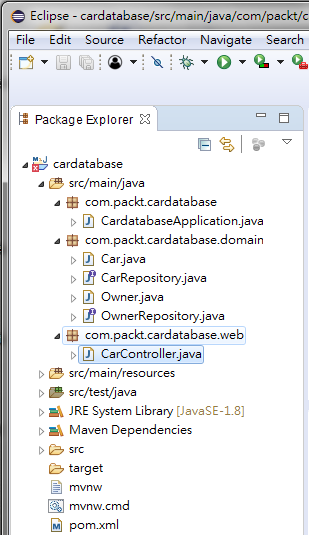 Eclipse - cardatabase/src/main/java/com/packt/c
File Edit Source Refactor Navigate Search
Package Explorer
cardatabase
src/main/java
com.packt.cardatabase
CardatabaseApplication.java
com.packt.cardatabase.domain
Car.java
CarRepository.java
Owner.java
OwnerRepository.java
com.packt.cardatabase.web
CarController.java
src/main/resources
src/test/java
JRE System Library [JavaSE-1.8]
Maven Dependencies
src
target
mvnw
mvnw.cmd
pom.xml